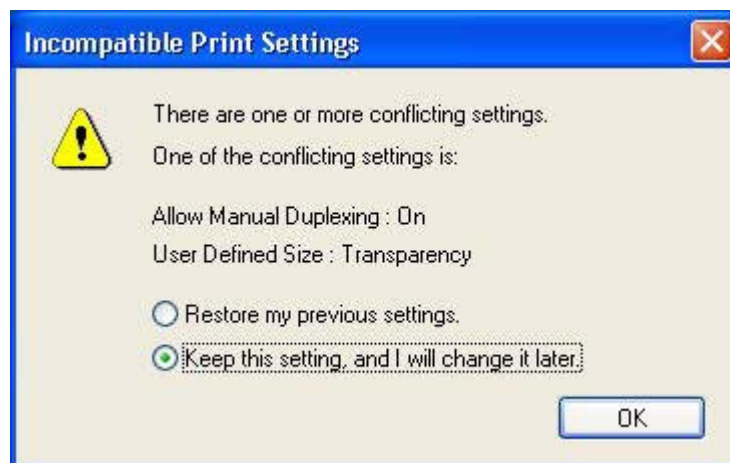 Incompatible Print Settings
There are one or more conflicting settings.
One of the conflicting settings is:
Allow Manual Duplexing : On
User Defined Size : Transparency
Restore my previous settings.
Keep this setting, and I will change it later.
OK